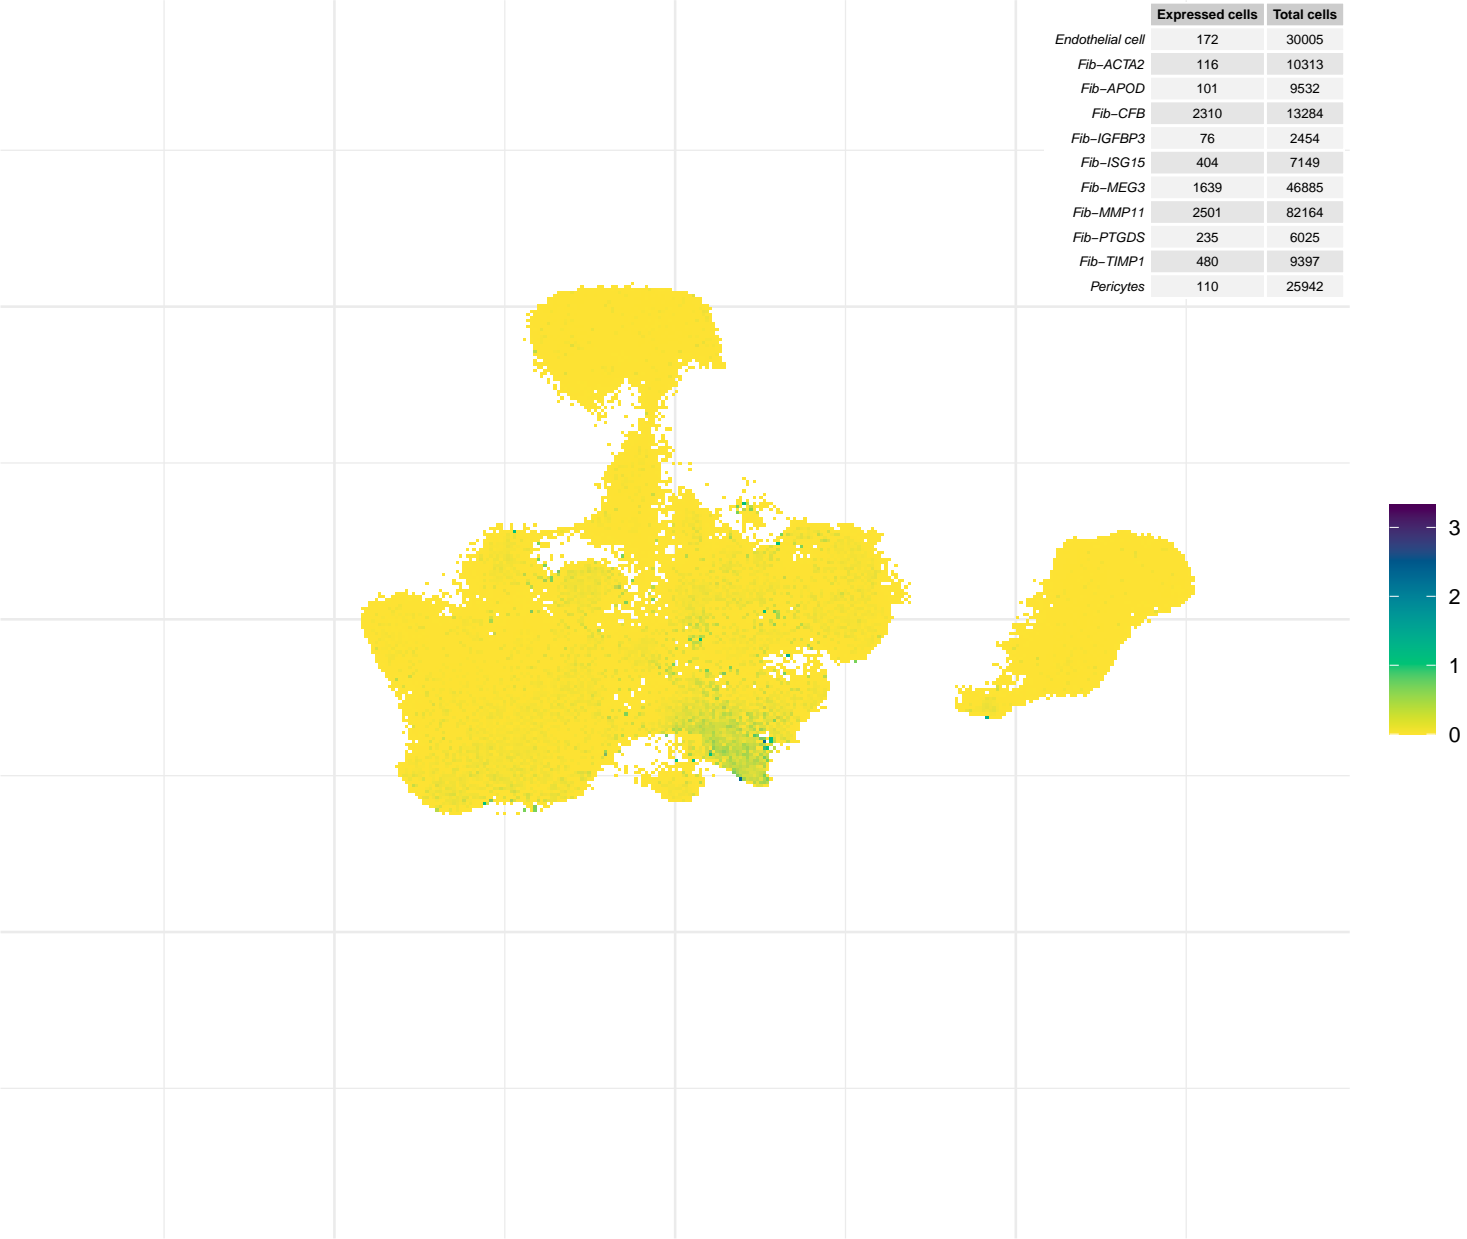 Expressed cells Total cells
Endothelial cell 172 30005
Fib−ACTA2 116 10313
Fib−APOD 101 9532
Fib−CFB 2310 13284
Fib−IGFBP3 76 2454
Fib−ISG15 404 7149
Fib−MEG3 1639 46885
Fib−MMP11 2501 82164
Fib−PTGDS 235 6025
Fib−TIMP1 480 9397
Pericytes 110 25942
3
2
1
0